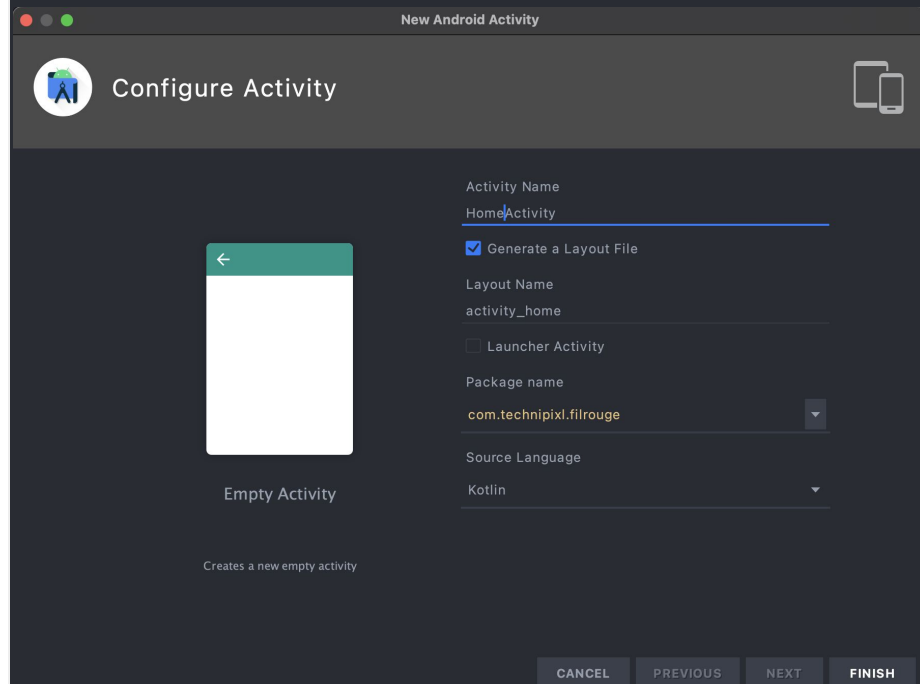 New Android Activity
Configure Activity
Activity Name
HomeActivity
Generate a Layout File
Layout Name
activity_home
Launcher Activity
Package name
com.technipixl.filrouge
Source Language
Kotlin
Empty Activity
Creates a new empty activity
CANCEL PREVIOUS NEXT FINISH